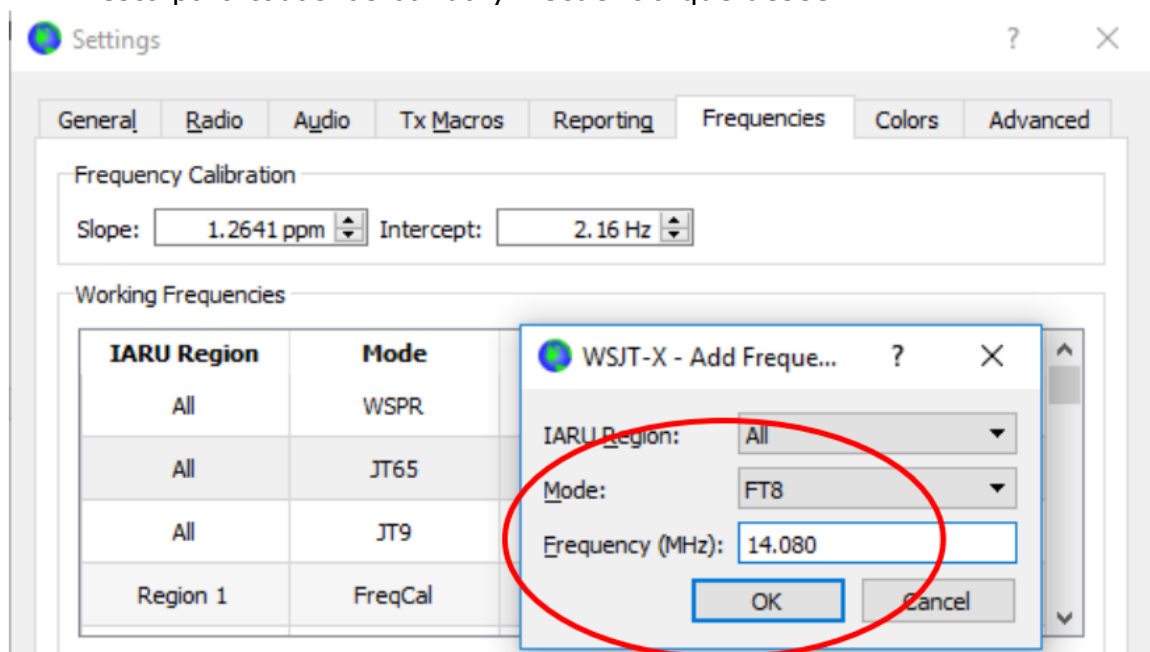 Settings
General Radio Audio Tx Macros Reporting Frequencies Colors Advanced
Frequency Calibration
Slope: 1.2641 ppm Intercept: 2.16 Hz
Working Frequencies
IARU Region Mode
All WSPR
All JT65
All JT9
Region 1 FreqCal
WSJT-X - Add Freque... ?
IARU Region: All
Mode: FT8
Frequency (MHz): 14.080
OK Cancel